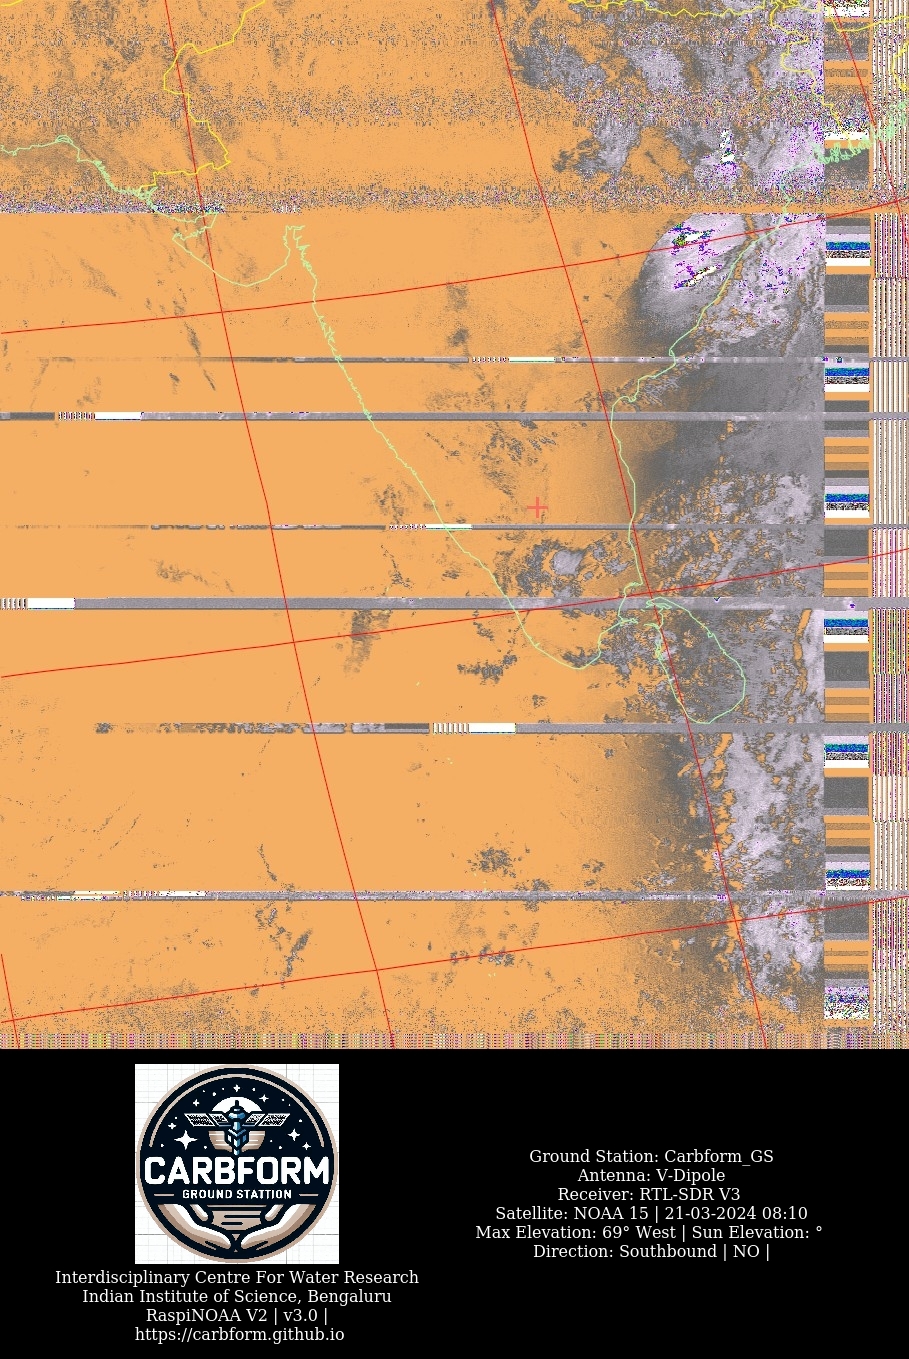 CARBFORM
GROUND STATTION
Interdisciplinary Centre For Water Research
Indian Institute of Science, Bengaluru
RaspiNOAA V2 | v3.0 |
https://carbform.github.io
Ground Station: Carbform_GS
Antenna: V-Dipole
Receiver: RTL-SDR V3
Satellite: NOAA 15 | 21-03-2024 08:10
Max Elevation: 69° West | Sun Elevation: °
Direction: Southbound | NO |